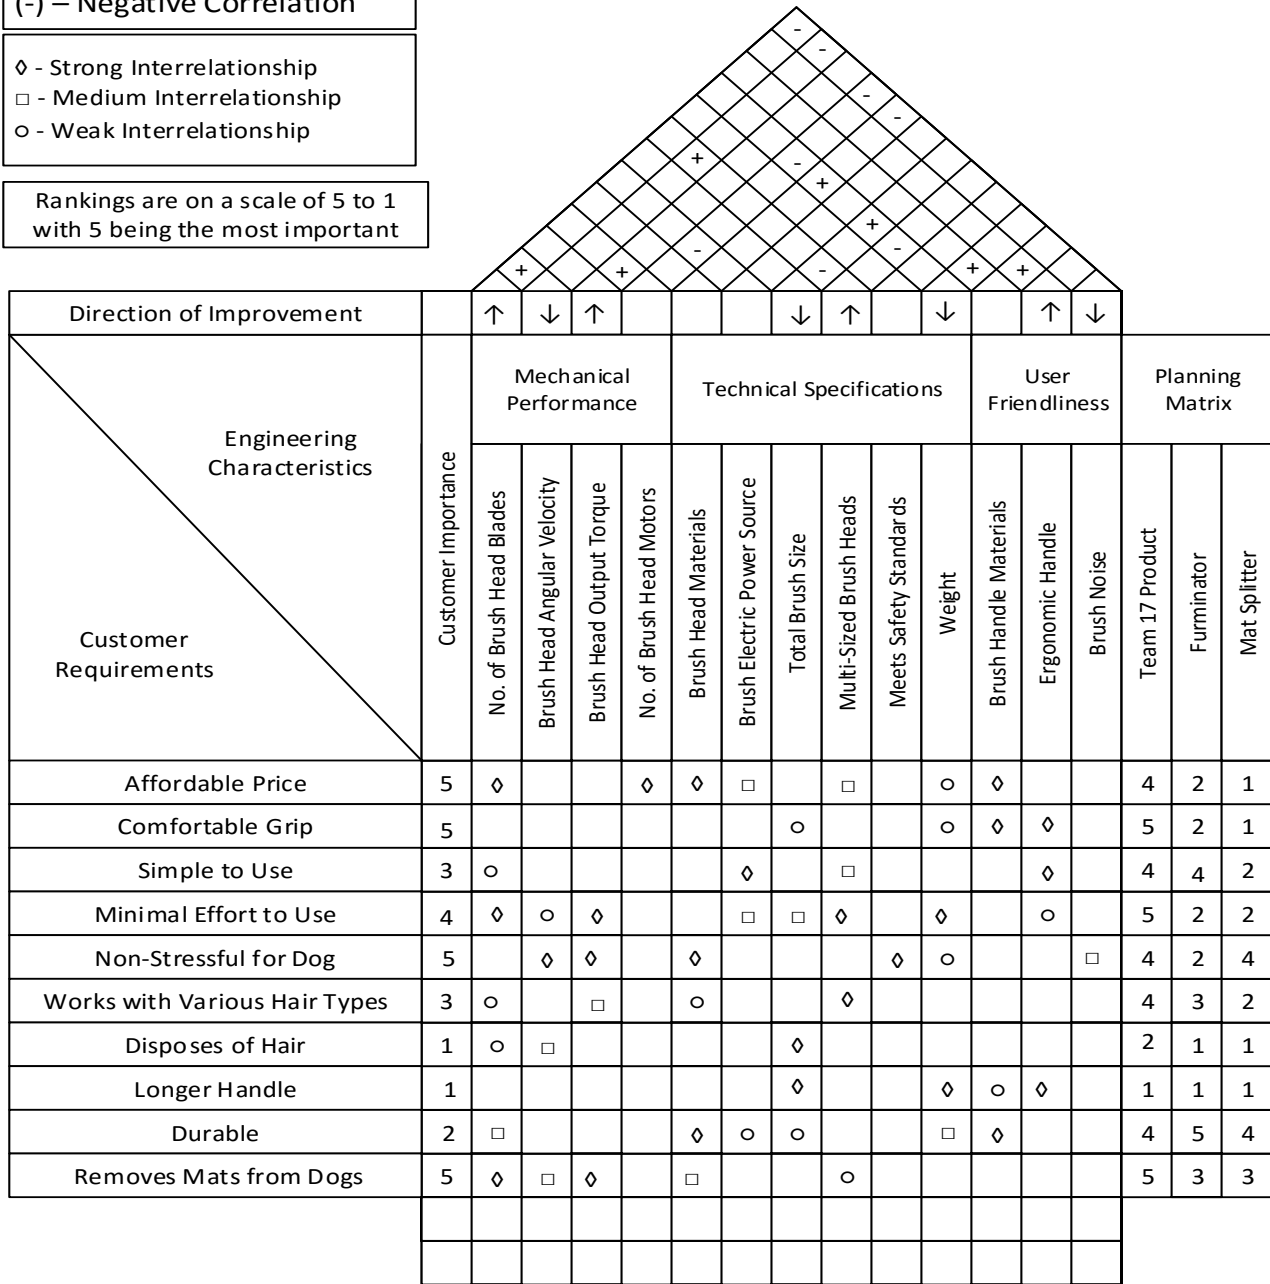 (-) – Negative Correlation
◊ - Strong Interrelationship
□ - Medium Interrelationship
○ - Weak Interrelationship
Rankings are on a scale of 5 to 1
with 5 being the most important
-
-
-
-
+ -
+
+
- -
+ + - + +
Direction of Improvement ↑ ↓ ↑ ↓ ↑ ↓ ↑ ↓
Engineering
Characteristics
Customer
Requirements
Customer Importance
Mechanical
Performance
Technical Specifications
User
Friendliness
Planning
Matrix
No. of Brush Head Blades
Brush Head Angular Velocity
Brush Head Output Torque
No. of Brush Head Motors
Brush Head Materials
Brush Electric Power Source
Total Brush Size
Multi-Sized Brush Heads
Meets Safety Standards
Weight
Brush Handle Materials
Ergonomic Handle
Brush Noise
Team 17 Product
Furminator
Mat Splitter
Affordable Price 5 ◊ ◊ ◊ □ □ ○ ◊ 4 2 1
Comfortable Grip 5 ○ ○ ◊ ◊ 5 2 1
Simple to Use 3 ○ ◊ □ ◊ 4 4 2
Minimal Effort to Use 4 ◊ ○ ◊ □ □ ◊ ◊ ○ 5 2 2
Non-Stressful for Dog 5 ◊ ◊ ◊ ◊ ○ □ 4 2 4
Works with Various Hair Types 3 ○ □ ○ ◊ 4 3 2
Disposes of Hair 1 ○ □ ◊ 2 1 1
Longer Handle 1 ◊ ◊ ○ ◊ 1 1 1
Durable 2 □ ◊ ○ ○ □ ◊ 4 5 4
Removes Mats from Dogs 5 ◊ □ ◊ □ ○ 5 3 3